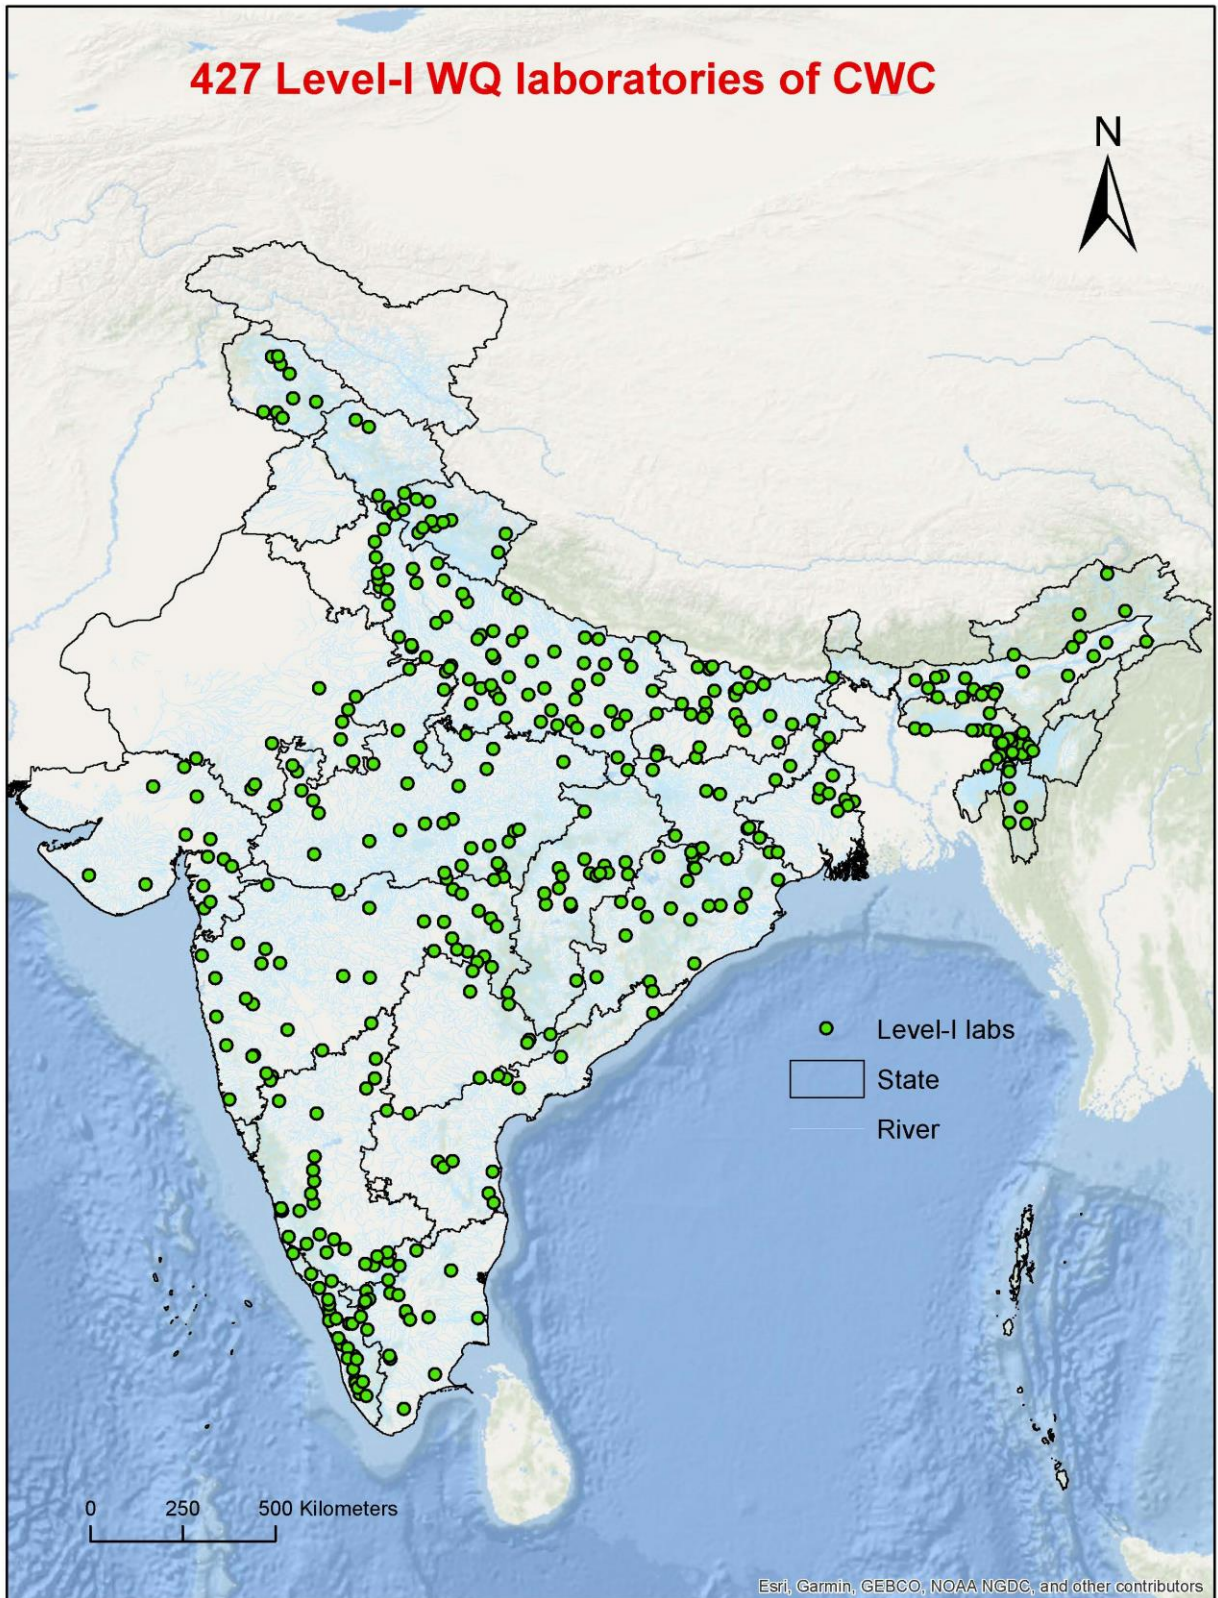 427 Level-I WQ laboratories of CWC
N
Level-I labs
State
River
0 250 500 Kilometers
Esri, Garmin, GEBCO, NOAA NGDC, and other contributors